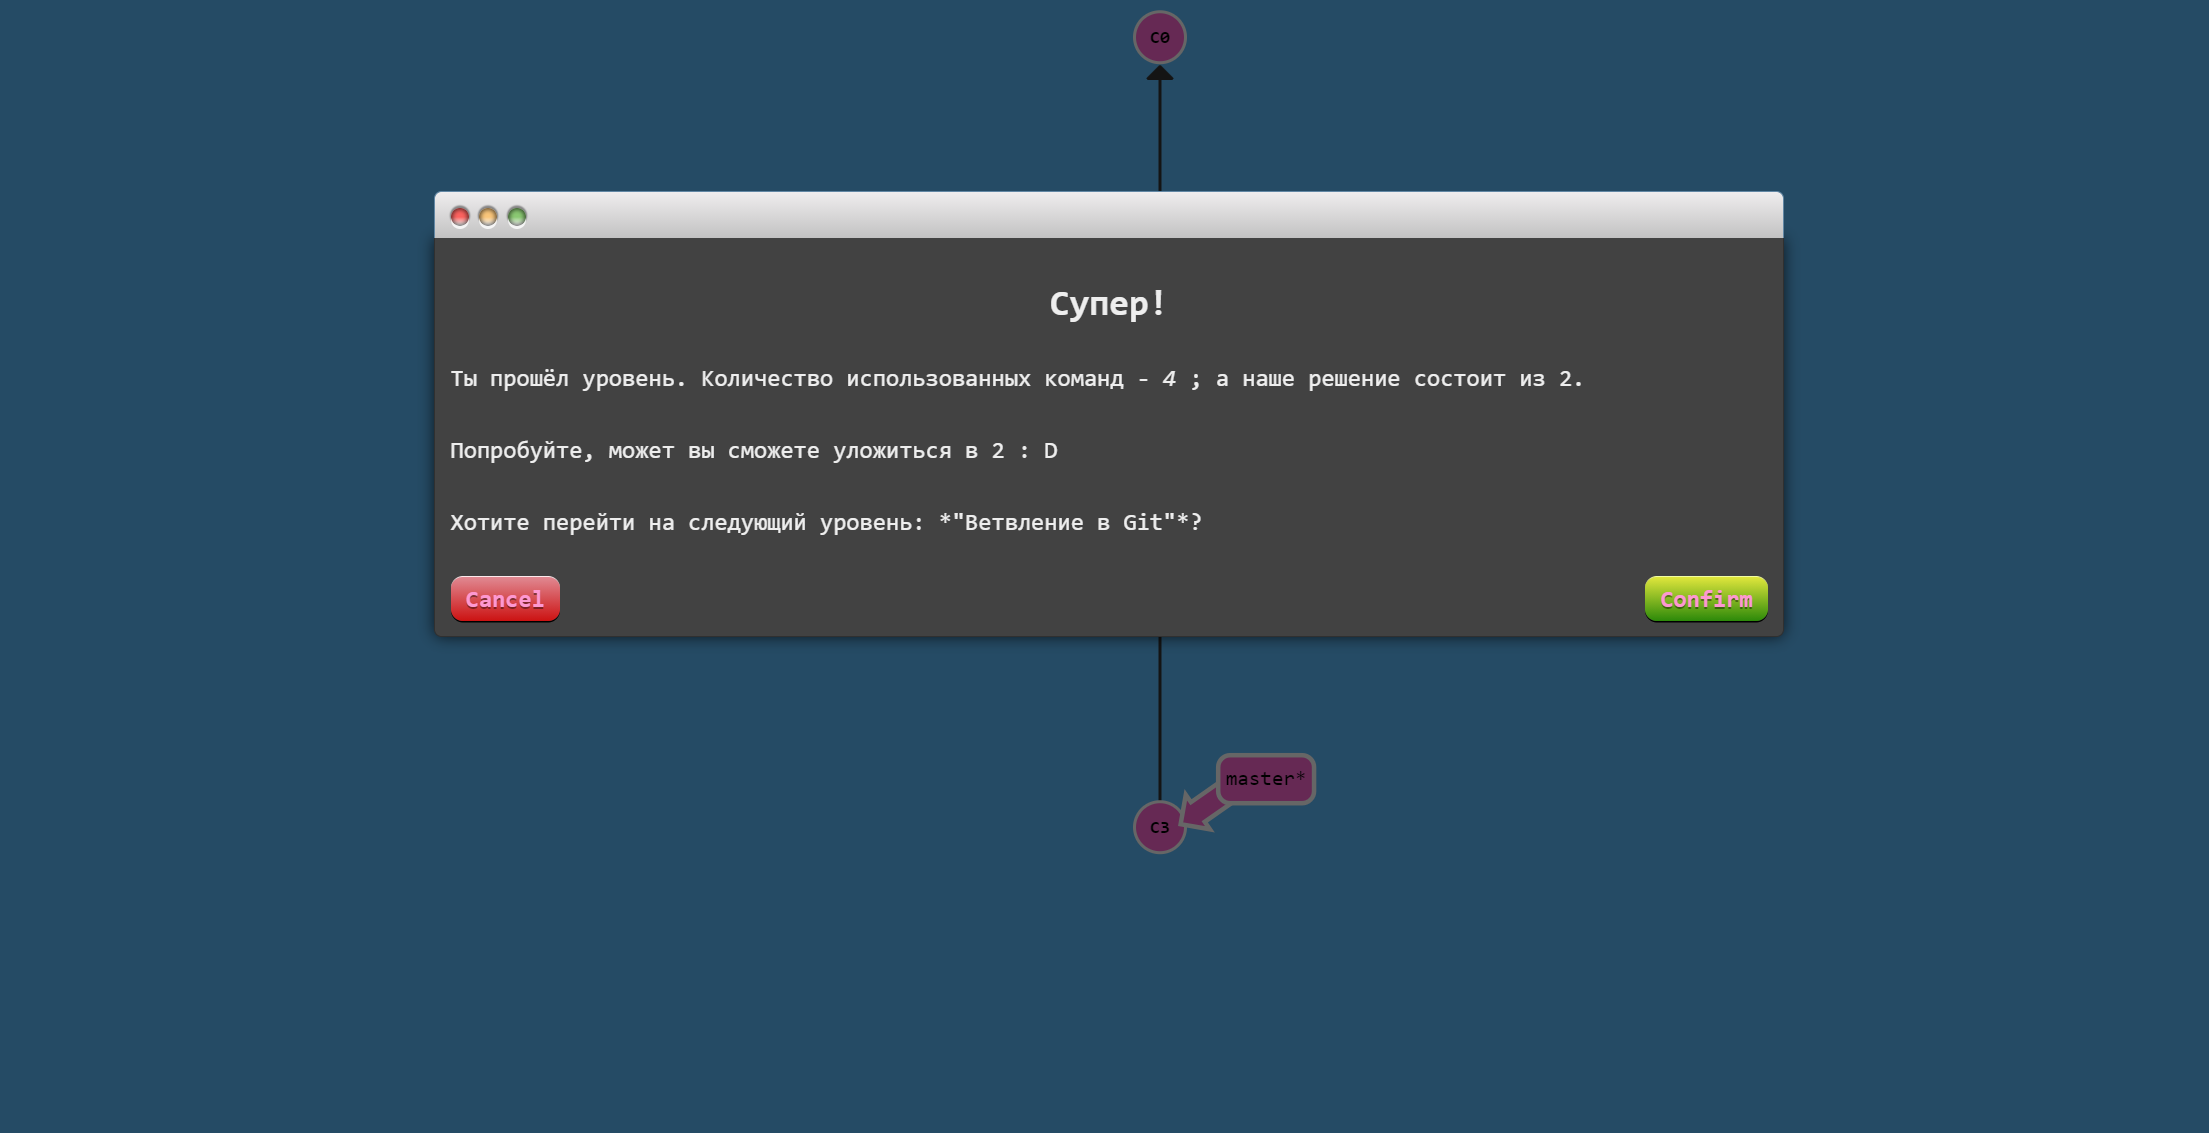 C0
Супер!
Ты прошёл уровень. Количество использованных команд - 4 ; а наше решение состоит из 2.
Попробуйте, может вы сможете уложиться в 2 : D
Хотите перейти на следующий уровень: *"Ветвление в Git"*?
Cancel
Confirm
master*
C3